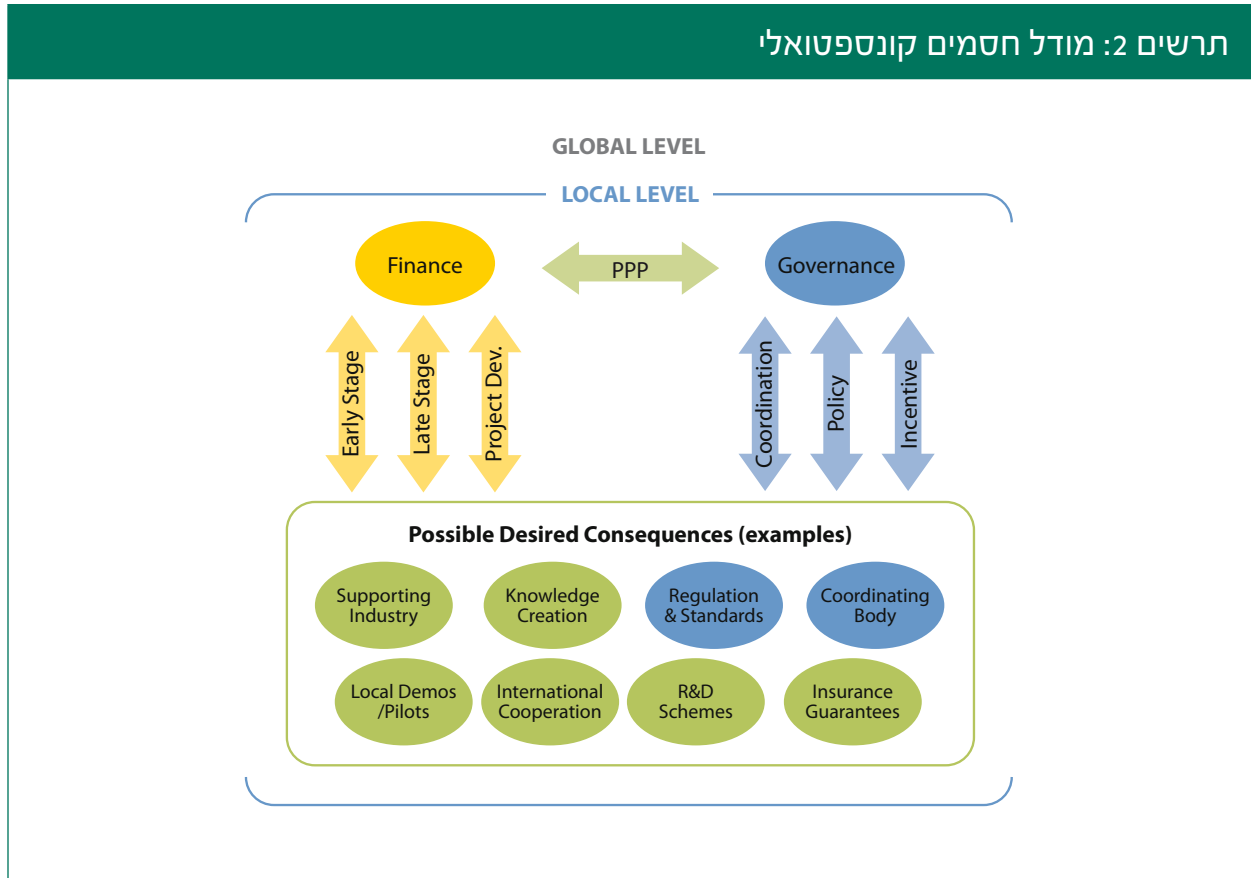 תרשים 2: מודל חסמים קונספטואלי
GLOBAL LEVEL
LOCAL LEVEL
Finance
PPP
Governance
Early Stage
Late Stage
Project Dev.
Coordination
Policy
Incentive
Possible Desired Consequences (examples)
Supporting
Industry
Knowledge
Creation
Regulation
& Standards
Coordinating
Body
Local Demos
/Pilots
International
Cooperation
R&D
Schemes
Insurance
Guarantees